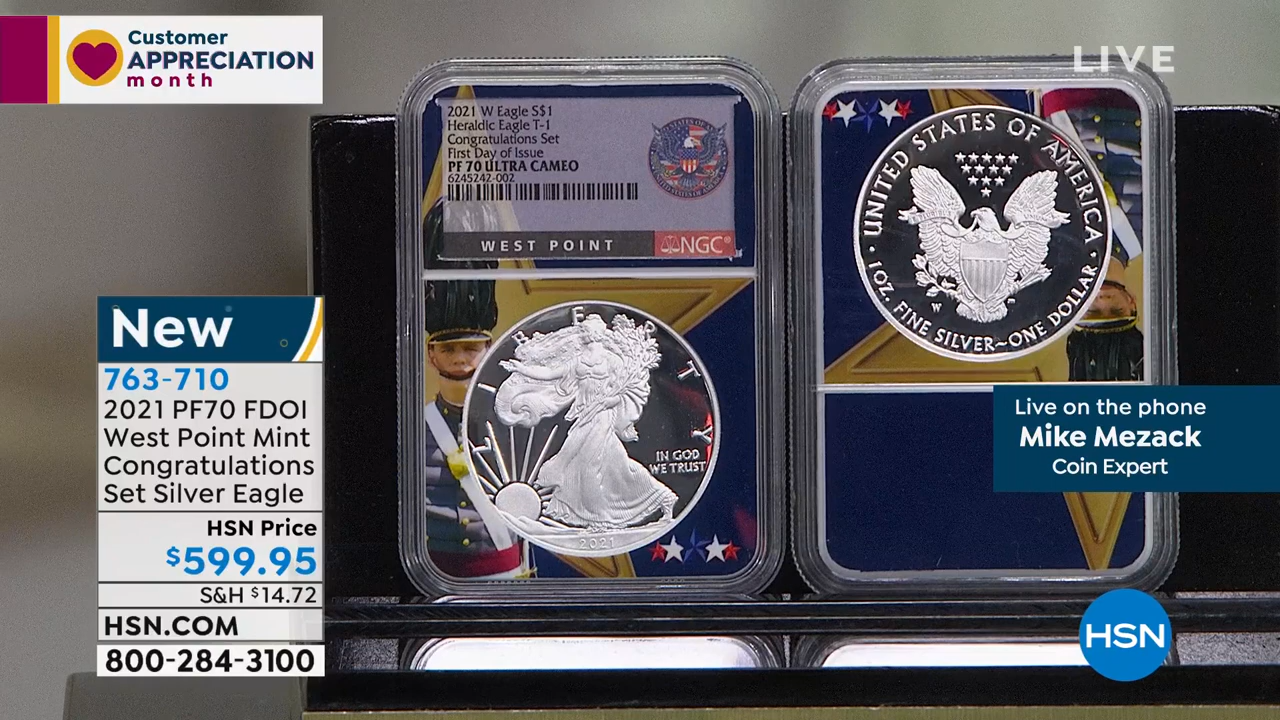 Customer
APPRECIATION
month
LIVE
2021 W Eagle S$1
Heraldic Eagle T-1
Congratulations Set
First Day of Issue
PF 70 ULTRA CAMEO
6245242-002
WEST POINT
NGC
LIBERTY
IN GOD
WE TRUST
2021
UNITED STATES OF AMERICA
1 OZ. FINE SILVER~ONE DOLLAR
W
New
763-710
2021 PF70 FDOI
West Point Mint
Congratulations
Set Silver Eagle
HSN Price
$599.95
S&H $14.72
HSN.COM
800-284-3100
Live on the phone
Mike Mezack
Coin Expert
HSN